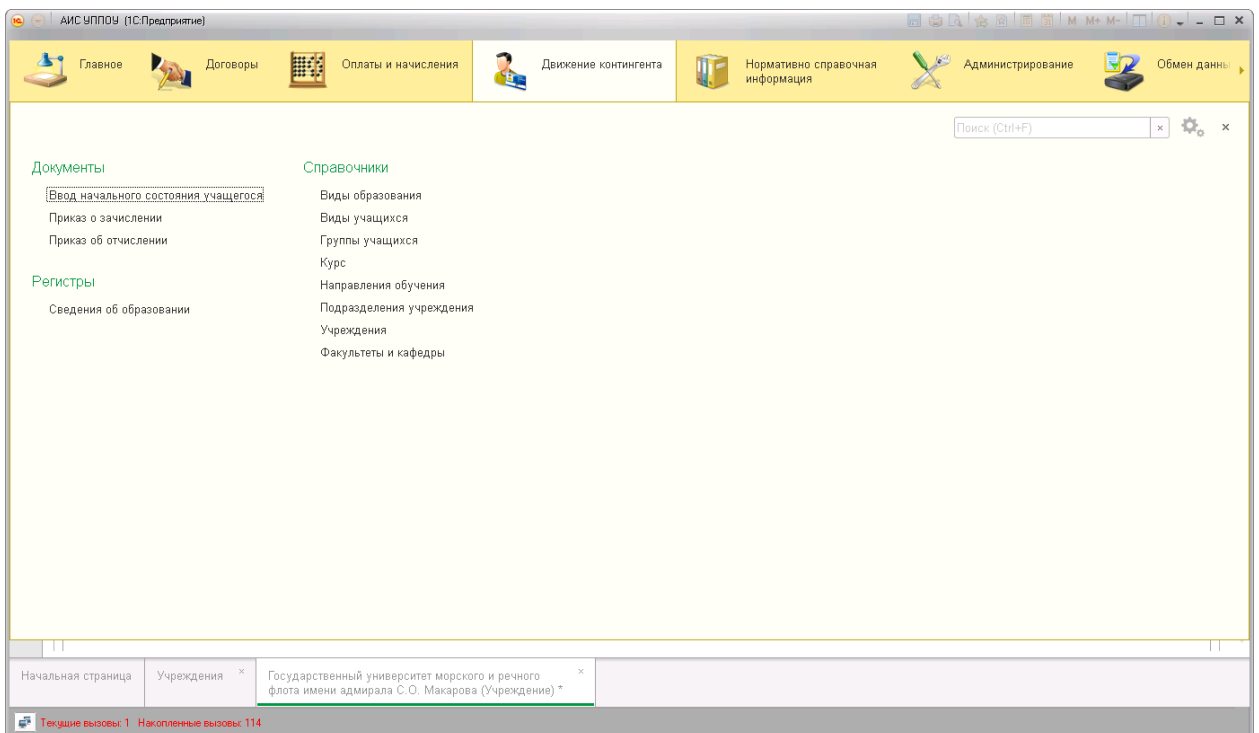 АИС УППОУ (1С:Предприятие)
M M+ M-
Главное
Договоры
Оплаты и начисления
Движение контингента
Нормативно справочная
информация
Администрирование
Обмен данны
Поиск (Ctrl+F)
Документы
Ввод начального состояния учащегося
Приказ о зачислении
Приказ об отчислении
Регистры
Сведения об образовании
Справочники
Виды образования
Виды учащихся
Группы учащихся
Курс
Направления обучения
Подразделения учреждения
Учреждения
Факультеты и кафедры
Начальная страница
Учреждения
Государственный университет морского и речного
флота имени адмирала С.О. Макарова (Учреждение) *
Текущие вызовы: 1 Накопленные вызовы: 114